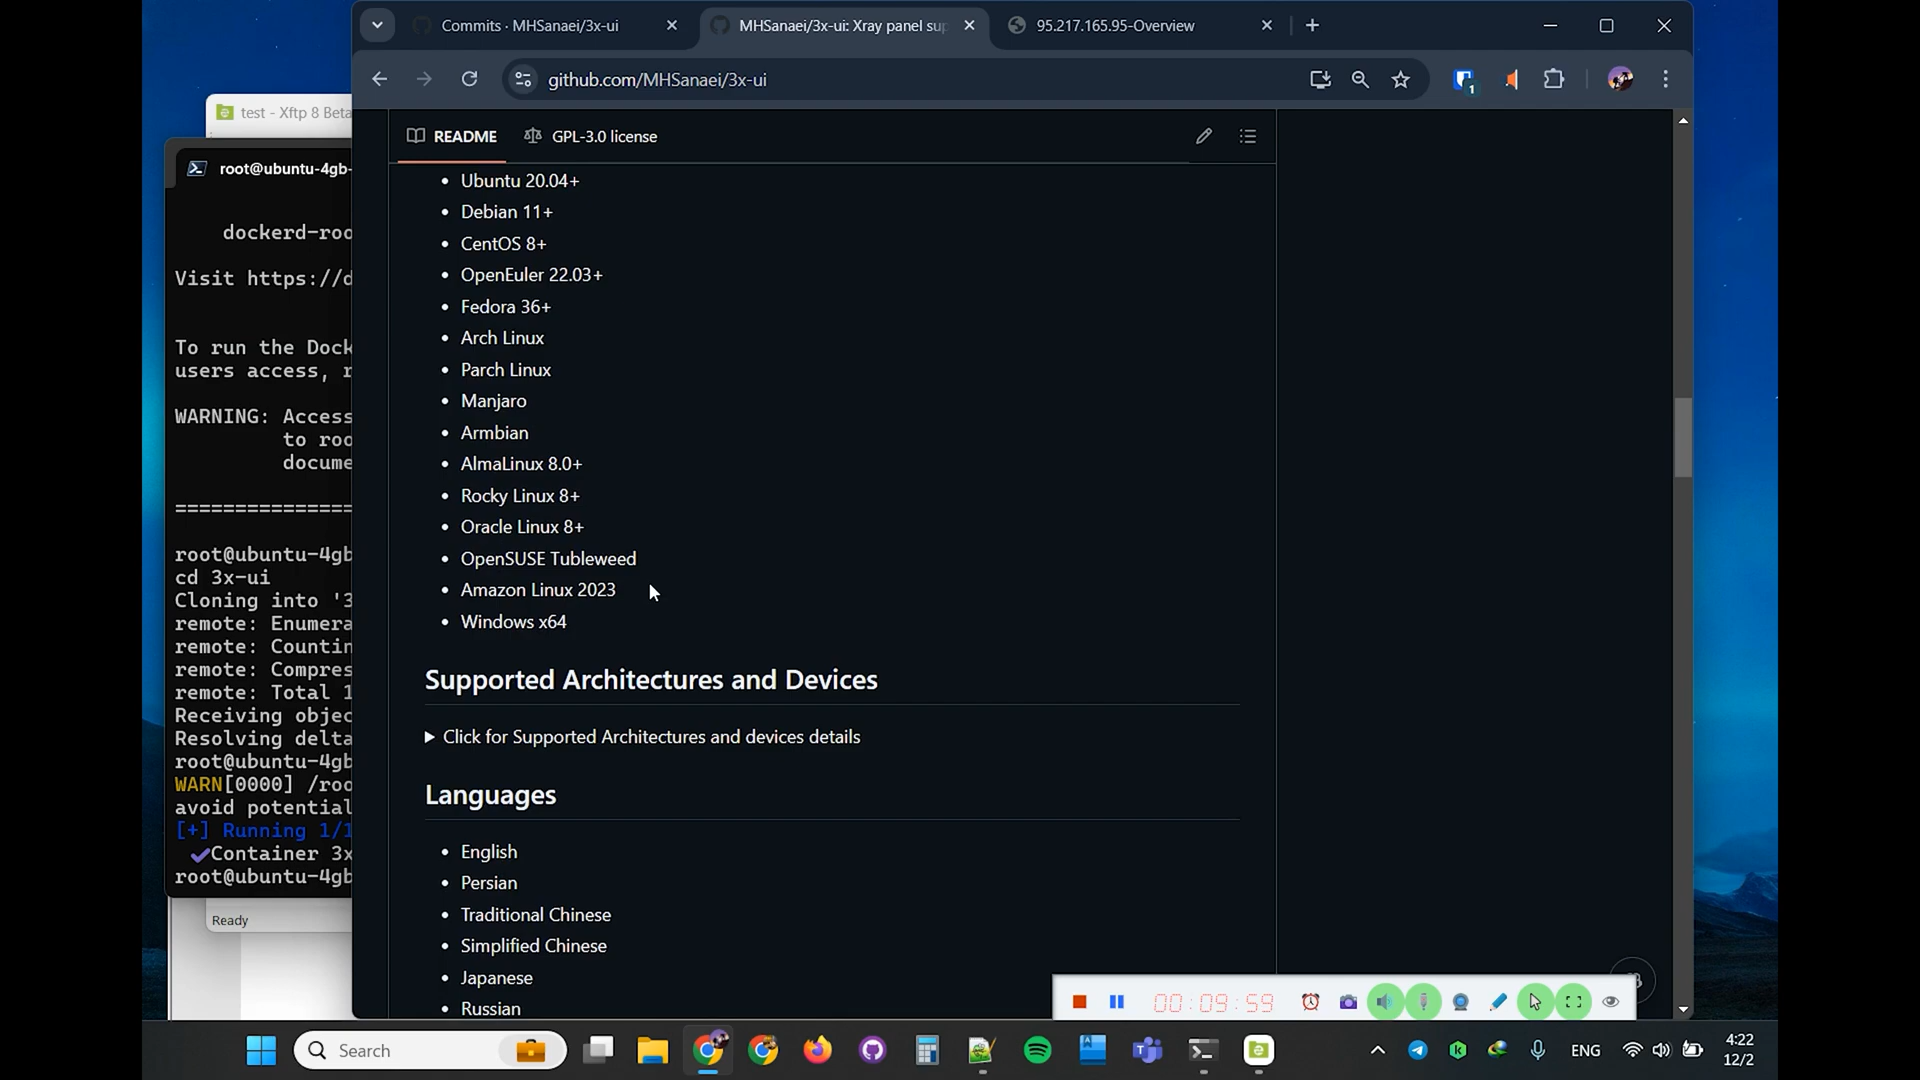 Commits · MHSanaei/3x-ui
MHSanaei/3x-ui: Xray panel sup
95.217.165.95-Overview
github.com/MHSanaei/3x-ui
1
test - Xftp 8 Beta
root@ubuntu-4gb-
dockerd-roo
Visit https://d
To run the Dock
users access, r
WARNING: Access
to roo
docume
===============
root@ubuntu-4gb
cd 3x-ui
Cloning into '3
remote: Enumera
remote: Countin
remote: Compres
remote: Total 1
Receiving objec
Resolving delta
root@ubuntu-4gb
WARN[0000] /roo
avoid potential
[+] Running 1/1
Container 3x
root@ubuntu-4gb
Ready
README
GPL-3.0 license
• Ubuntu 20.04+
• Debian 11+
• CentOS 8+
• OpenEuler 22.03+
• Fedora 36+
• Arch Linux
• Parch Linux
• Manjaro
• Armbian
• AlmaLinux 8.0+
• Rocky Linux 8+
• Oracle Linux 8+
• OpenSUSE Tubleweed
• Amazon Linux 2023
• Windows x64
Supported Architectures and Devices
Click for Supported Architectures and devices details
Languages
• English
• Persian
• Traditional Chinese
• Simplified Chinese
• Japanese
• Russian
00:09:59
Search
ENG
4:22
12/2